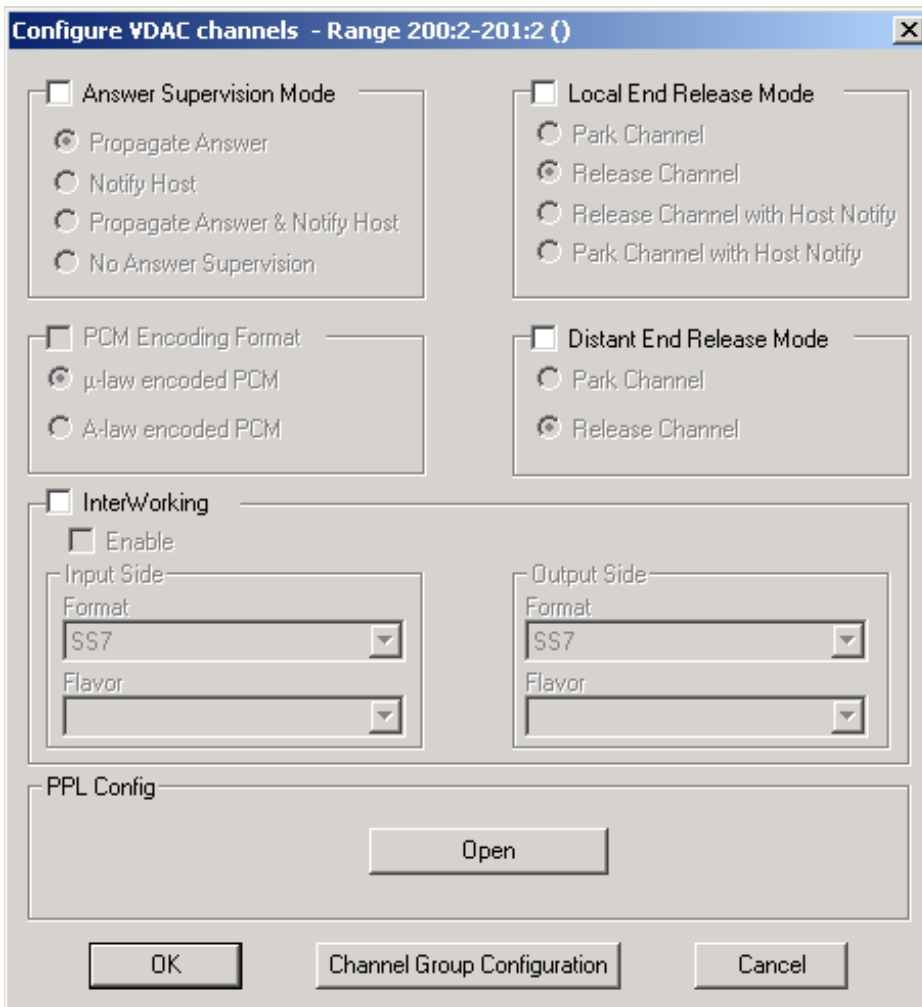 Configure VDAC channels - Range 200:2-201:2 ()
Answer Supervision Mode
Propagate Answer
Notify Host
Propagate Answer & Notify Host
No Answer Supervision
Local End Release Mode
Park Channel
Release Channel
Release Channel with Host Notify
Park Channel with Host Notify
PCM Encoding Format
µ-law encoded PCM
A-law encoded PCM
Distant End Release Mode
Park Channel
Release Channel
InterWorking
Enable
Input Side
Format
SS7
Flavor
Output Side
Format
SS7
Flavor
PPL Config
Open
OK
Channel Group Configuration
Cancel